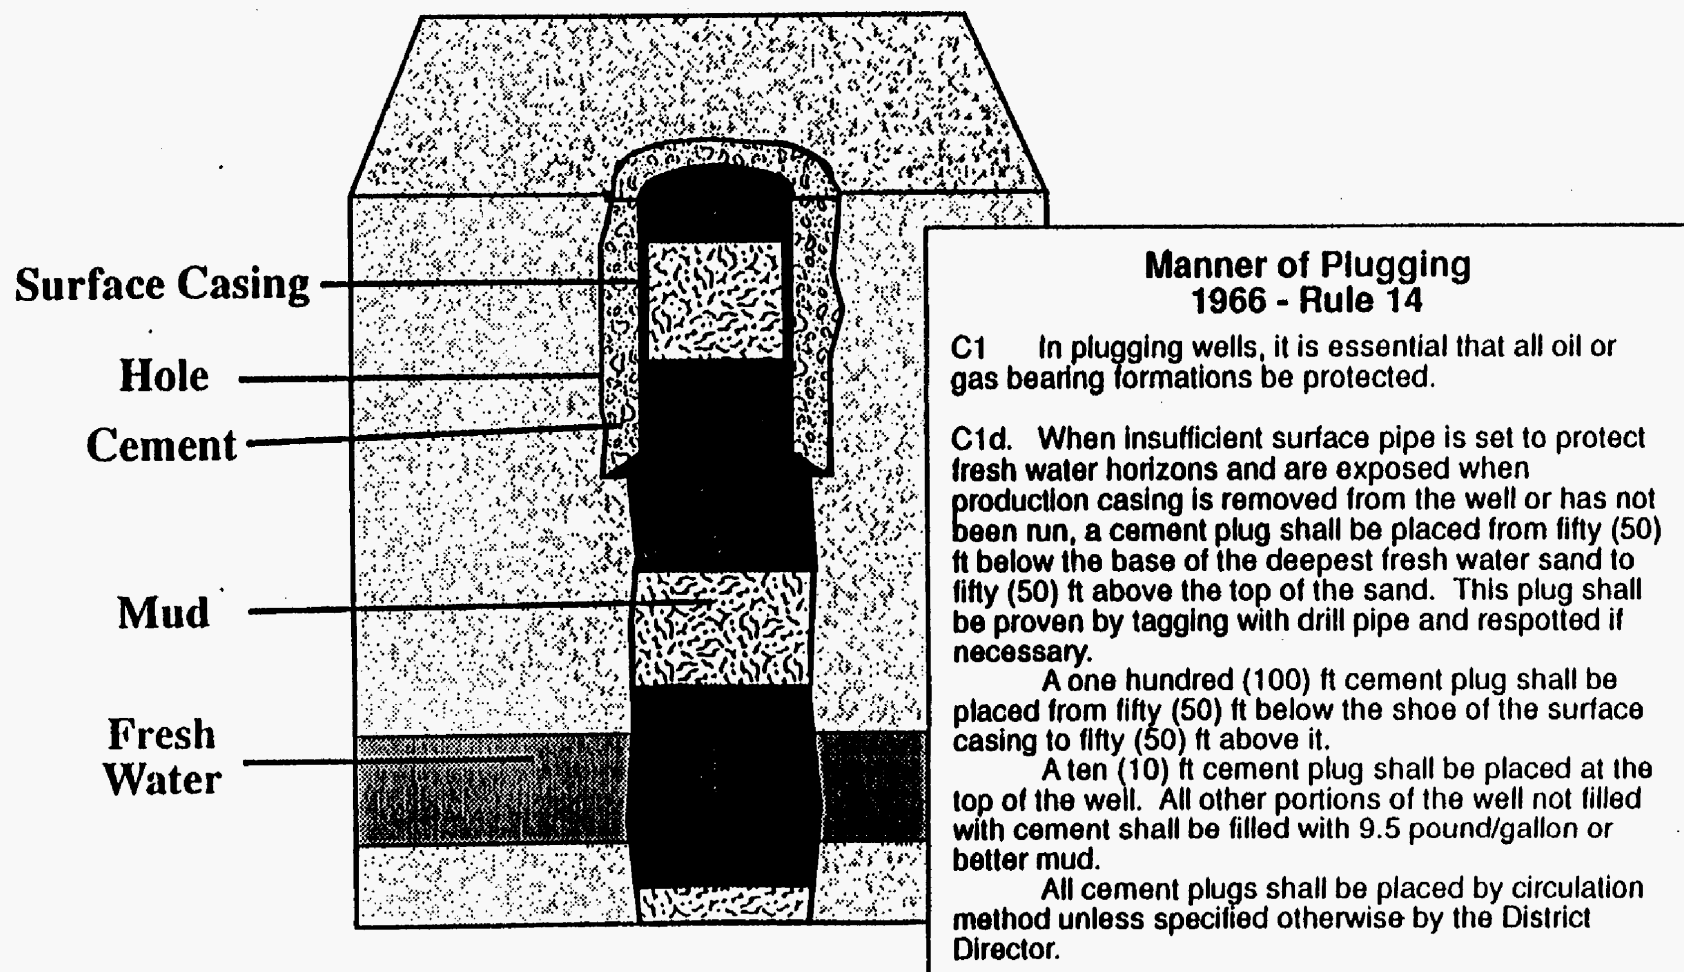 Surface Casing
Hole
Cement
Mud
Fresh
Water
Manner of Plugging
1966 - Rule 14
C1 In plugging wells, it is essential that all oil or
gas bearing formations be protected.
C1d. When insufficient surface pipe is set to protect
fresh water horizons and are exposed when
production casing is removed from the well or has not
been run, a cement plug shall be placed from fifty (50)
ft below the base of the deepest fresh water sand to
fifty (50) ft above the top of the sand. This plug shall
be proven by tagging with drill pipe and respotted if
necessary.
A one hundred (100) ft cement plug shall be
placed from fifty (50) ft below the shoe of the surface
casing to fifty (50) ft above it.
A ten (10) ft cement plug shall be placed at the
top of the well. All other portions of the well not filled
with cement shall be filled with 9.5 pound/gallon or
better mud.
All cement plugs shall be placed by circulation
method unless specified otherwise by the District
Director.